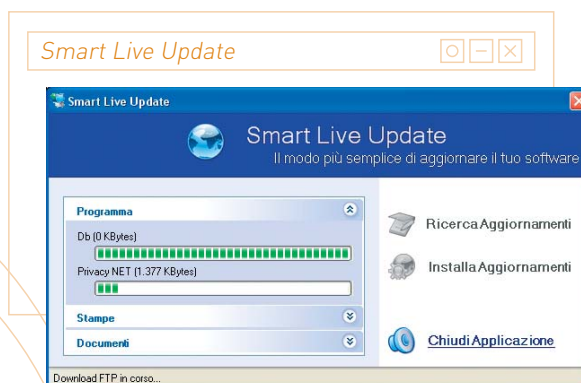 Smart Live Update
Smart Live Update
Smart Live Update
Il modo più semplice di aggiornare il tuo software
Programma
Db (0 KBytes)
Privacy NET (1.377 KBytes)
Stampe
Documenti
Ricerca Aggiornamenti
Installa Aggiornamenti
Chiudi Applicazione
Download FTP in corso...